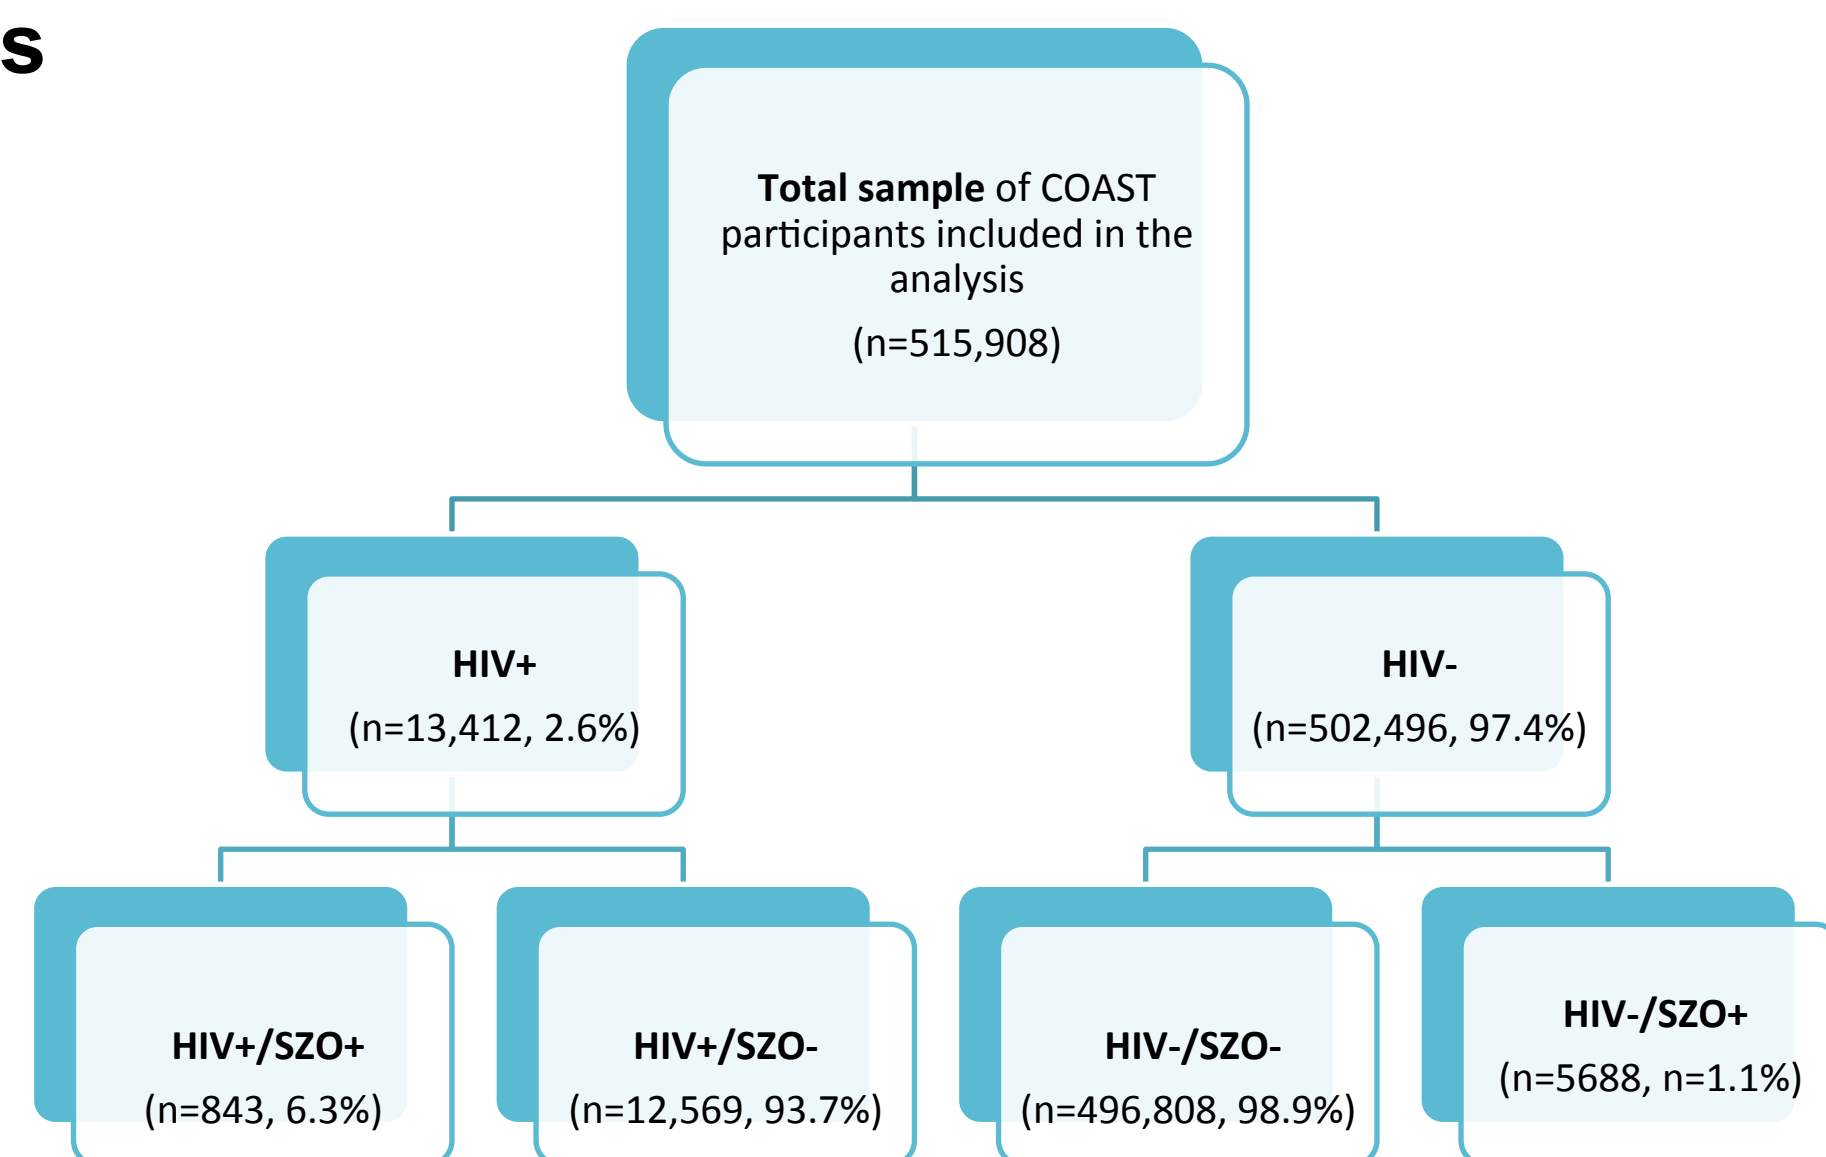 s
Total sample of COAST
participants included in the
analysis
(n=515,908)
HIV+
(n=13,412, 2.6%)
HIV-
(n=502,496, 97.4%)
HIV+/SZO+
(n=843, 6.3%)
HIV+/SZO-
(n=12,569, 93.7%)
HIV-/SZO-
(n=496,808, 98.9%)
HIV-/SZO+
(n=5688, n=1.1%)